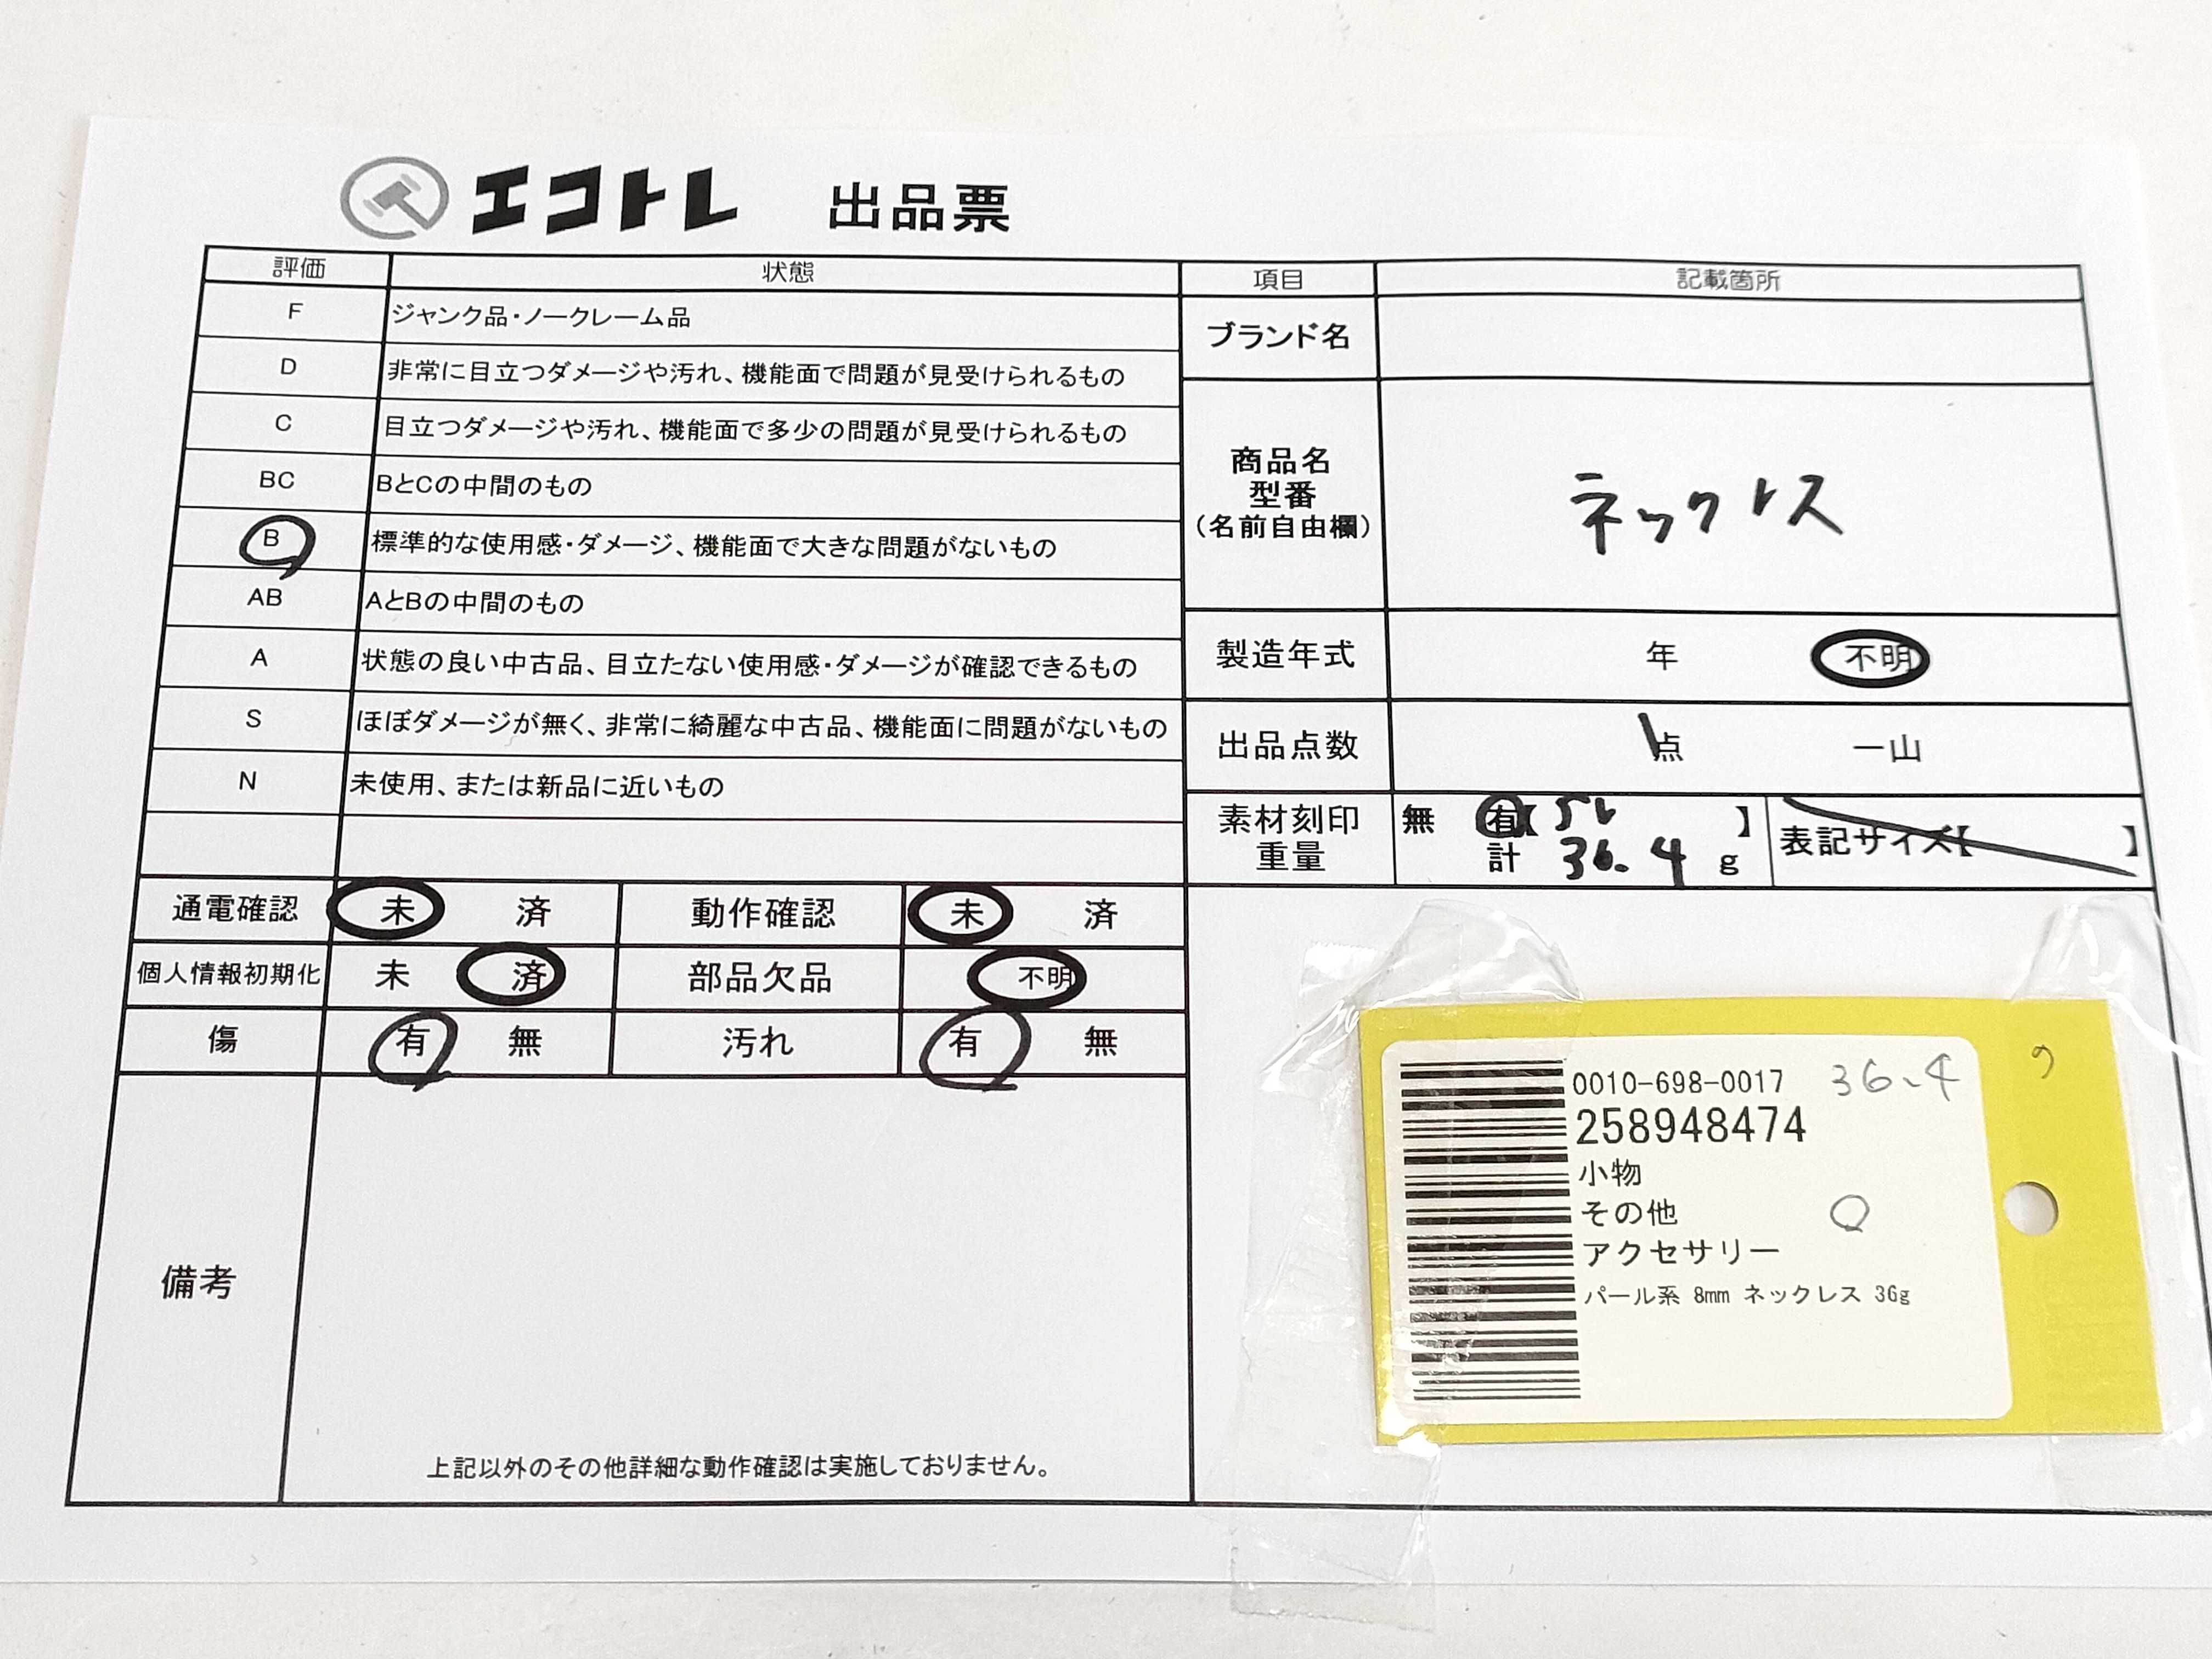 エコトレ 出品票
評価 状態
F ジャンク品・ノークレーム品
D 非常に目立つダメージや汚れ、機能面で問題が見受けられるもの
C 目立つダメージや汚れ、機能面で多少の問題が見受けられるもの
BC BとCの中間のもの
B 標準的な使用感・ダメージ、機能面で大きな問題がないもの
AB AとBの中間のもの
A 状態の良い中古品、目立たない使用感・ダメージが確認できるもの
S ほぼダメージが無く、非常に綺麗な中古品、機能面に問題がないもの
N 未使用、または新品に近いもの
通電確認 未 済 動作確認 未 済
個人情報初期化 未 済 部品欠品 不明
傷 有 無 汚れ 有 無
備考
上記以外のその他詳細な動作確認は実施しておりません。
項目 記載箇所
ブランド名
商品名
型番
(名前自由欄)
ネックレス
製造年式 年 不明
出品点数 1点 一山
素材刻印 無 有【 】
重量 計 36.4 g
表記サイズ【 】
0010-698-0017 36.4
258948474
小物
その他
アクセサリー
パール系 8mm ネックレス 36g